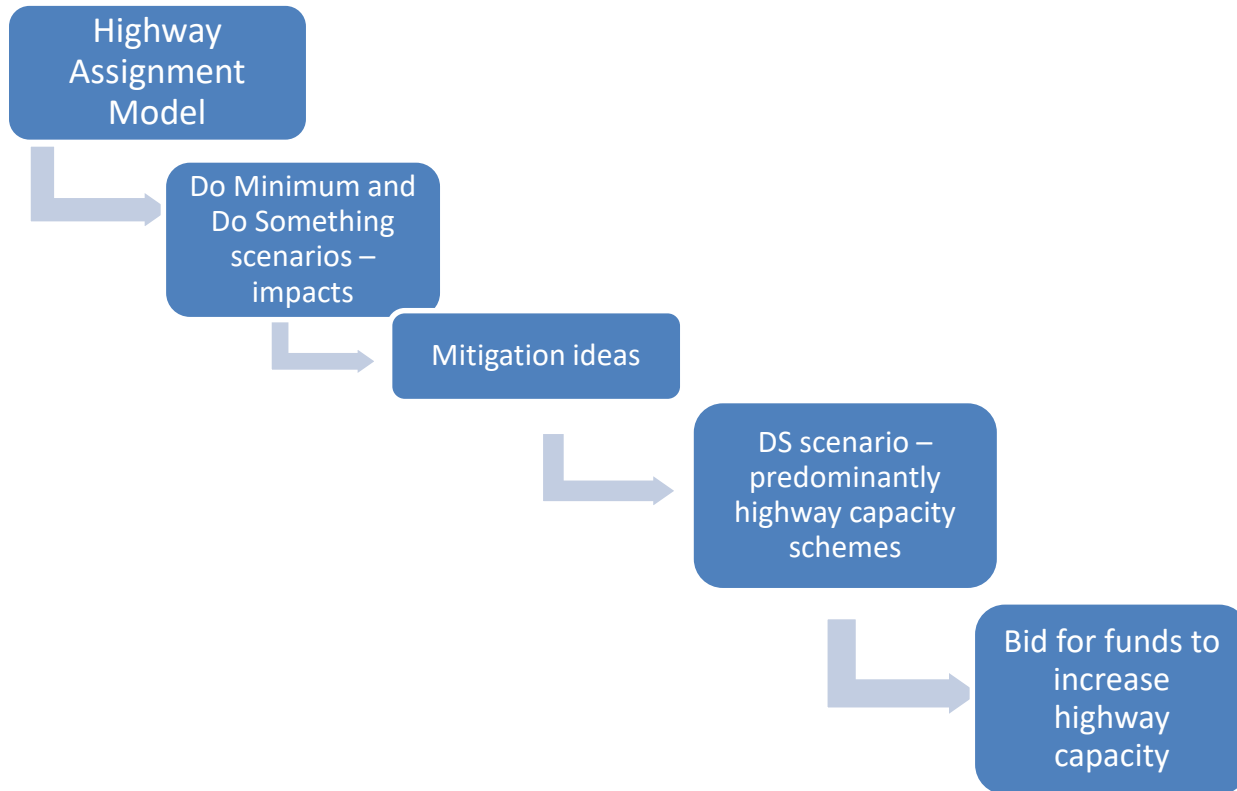 Highway
Assignment
Model
Do Minimum and
Do Something
scenarios –
impacts
Mitigation ideas
DS scenario –
predominantly
highway capacity
schemes
Bid for funds to
increase
highway
capacity